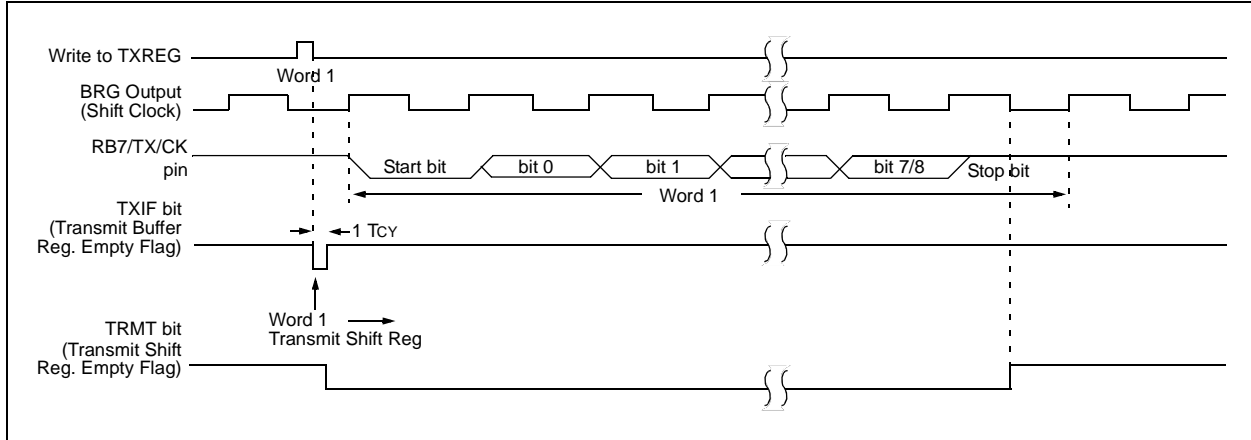 Write to TXREG
Word 1
BRG Output
(Shift Clock)
RB7/TX/CK
pin
Start bit
bit 0
bit 1
bit 7/8
Stop bit
Word 1
TXIF bit
(Transmit Buffer
Reg. Empty Flag)
1 TCY
Word 1
Transmit Shift Reg
TRMT bit
(Transmit Shift
Reg. Empty Flag)